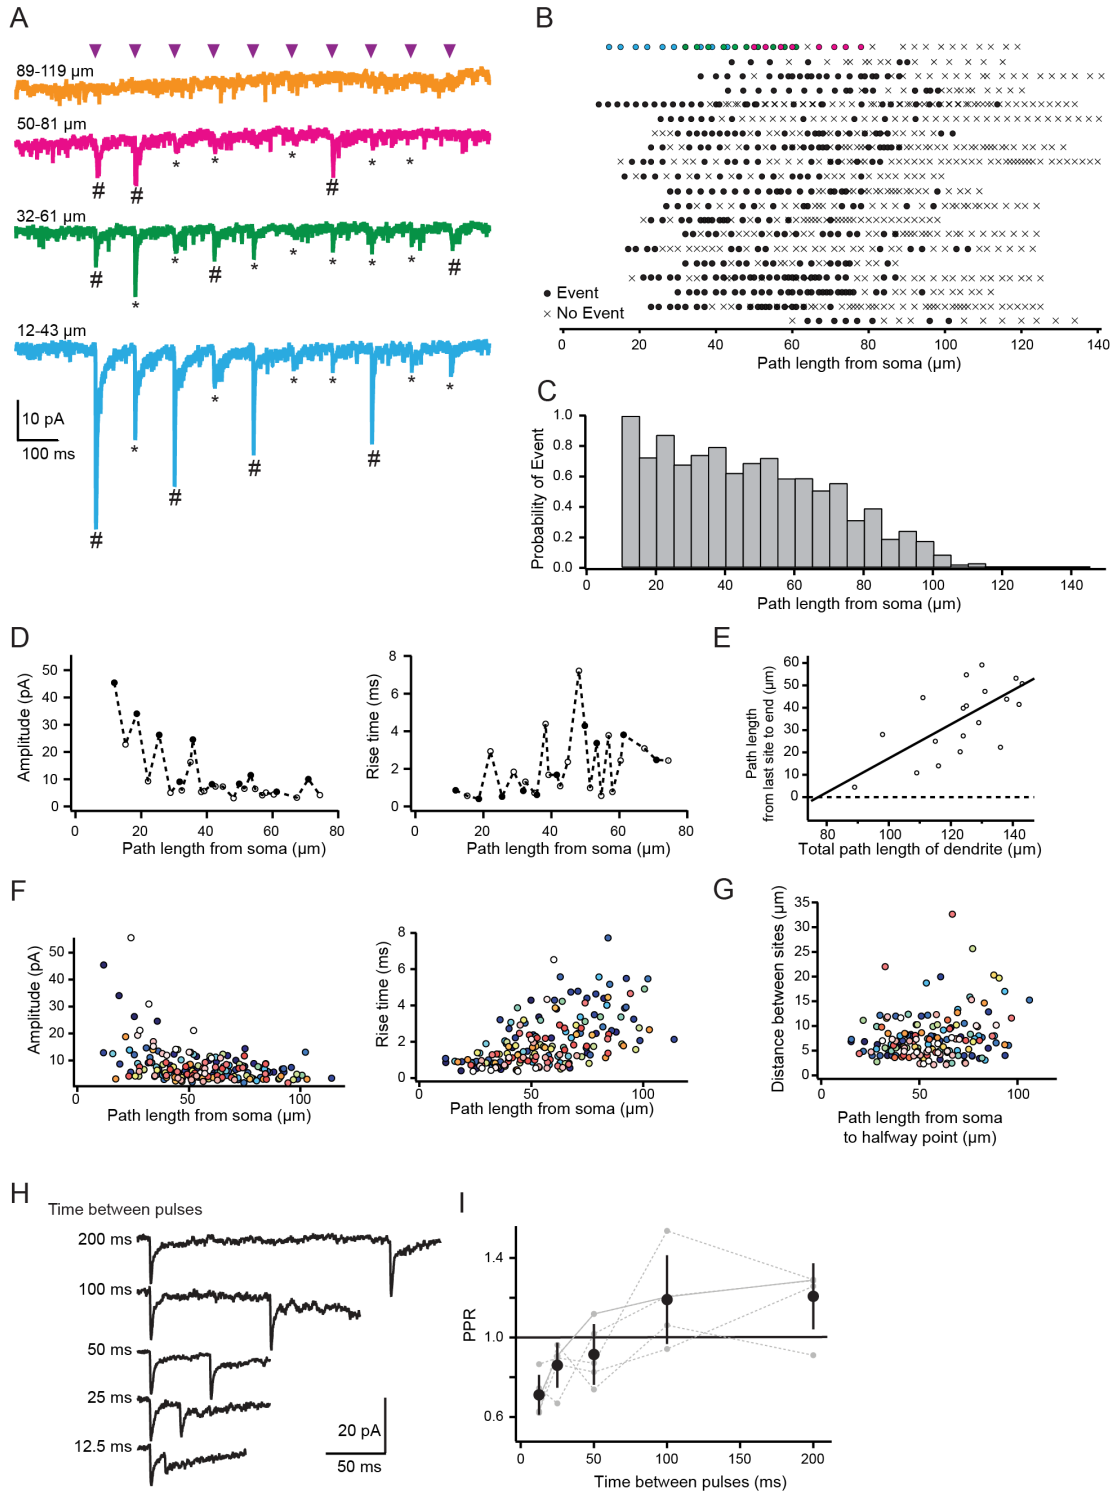 A
89-119 µm
50-81 µm
# # * * * # * *
32-61 µm
# * * # * * * * * #
12-43 µm
# * # * # * * # * *
10 pA
100 ms
B
Event
No Event
0 20 40 60 80 100 120 140
Path length from soma (µm)
C
Probability of Event
1.0
0.8
0.6
0.4
0.2
0.0
0 20 40 60 80 100 120 140
Path length from soma (µm)
D
Amplitude (pA)
50
40
30
20
10
0
0 20 40 60 80
Path length from soma (µm)
Rise time (ms)
8
6
4
2
0
0 20 40 60 80
Path length from soma (µm)
E
Path length
from last site to end (µm)
60
50
40
30
20
10
0
80 100 120 140
Total path length of dendrite (µm)
F
Amplitude (pA)
50
40
30
20
10
0 50 100
Path length from soma (µm)
Rise time (ms)
8
6
4
2
0
0 50 100
Path length from soma (µm)
G
Distance between sites (µm)
35
30
25
20
15
10
5
0
0 50 100
Path length from soma
to halfway point (µm)
H
Time between pulses
200 ms
100 ms
50 ms
25 ms
12.5 ms
20 pA
50 ms
I
PPR
1.4
1.0
0.6
0 50 100 150 200
Time between pulses (ms)